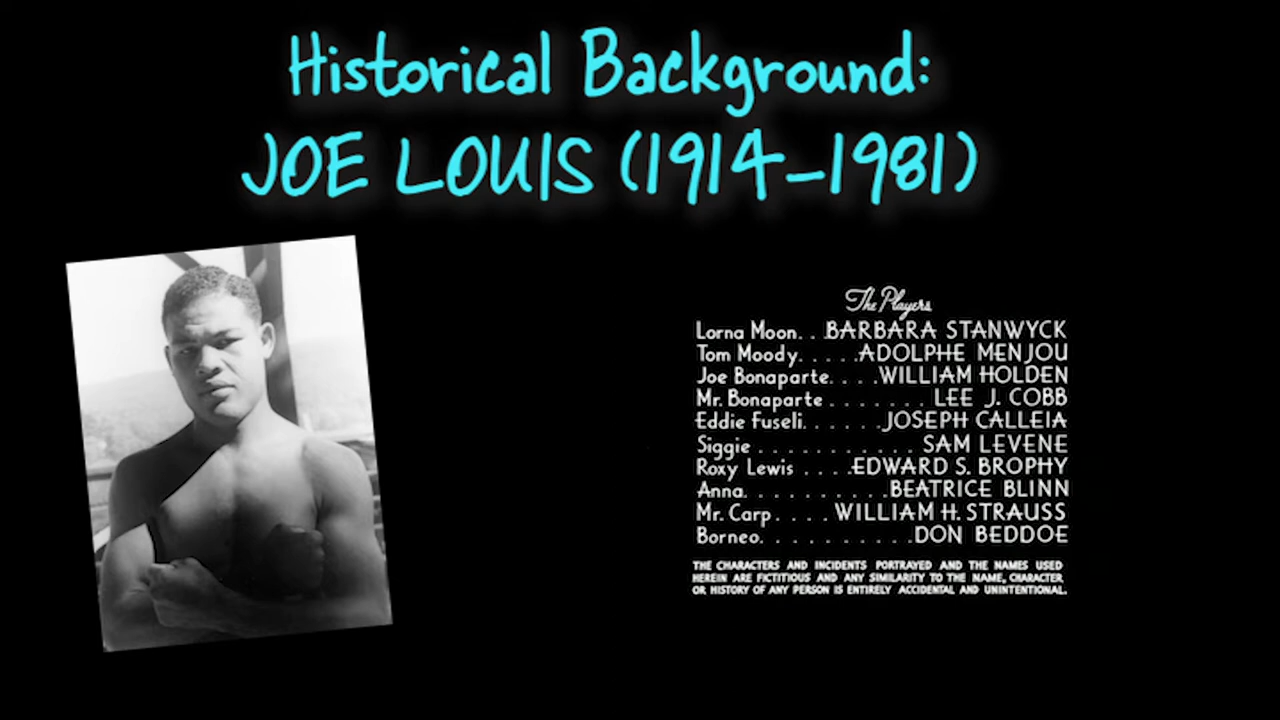 Historical Background:
JOE LOUIS (1914-1981)
The Players
Lorna Moon. . .BARBARA STANWYCK
Tom Moody. . . . .ADOLPHE MENJOU
Joe Bonaparte. . . .WILLIAM HOLDEN
Mr. Bonaparte . . . . . . . LEE J. COBB
Eddie Fuseli. . . . . .JOSEPH CALLEIA
Siggie . . . . . . . . . . . SAM LEVENE
Roxy Lewis . . . .EDWARD S. BROPHY
Anna. . . . . . . . . .BEATRICE BLINN
Mr. Carp . . . . WILLIAM H. STRAUSS
Borneo. . . . . . . . . . .DON BEDDOE
THE CHARACTERS AND INCIDENTS PORTRAYED AND THE NAMES USED
HEREIN ARE FICTITIOUS AND ANY SIMILARITY TO THE NAME, CHARACTER
OR HISTORY OF ANY PERSON IS ENTIRELY ACCIDENTAL AND UNINTENTIONAL.